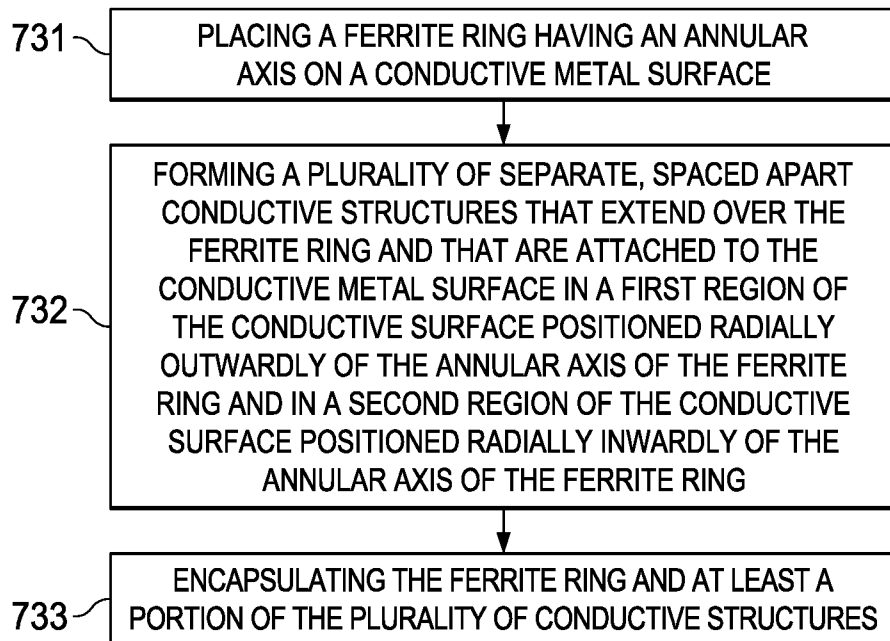 731
PLACING A FERRITE RING HAVING AN ANNULAR
AXIS ON A CONDUCTIVE METAL SURFACE
732
FORMING A PLURALITY OF SEPARATE, SPACED APART
CONDUCTIVE STRUCTURES THAT EXTEND OVER THE
FERRITE RING AND THAT ARE ATTACHED TO THE
CONDUCTIVE METAL SURFACE IN A FIRST REGION OF
THE CONDUCTIVE SURFACE POSITIONED RADIALLY
OUTWARDLY OF THE ANNULAR AXIS OF THE FERRITE
RING AND IN A SECOND REGION OF THE CONDUCTIVE
SURFACE POSITIONED RADIALLY INWARDLY OF THE
ANNULAR AXIS OF THE FERRITE RING
733
ENCAPSULATING THE FERRITE RING AND AT LEAST A
PORTION OF THE PLURALITY OF CONDUCTIVE STRUCTURES